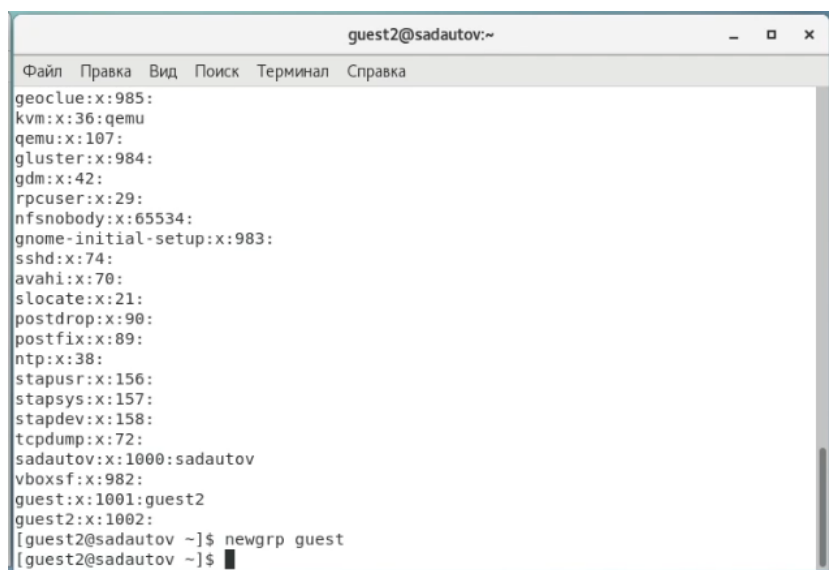 guest2@sadautov:~
Файл Правка Вид Поиск Терминал Справка
geoclue:x:985:
kvm:x:36:qemu
qemu:x:107:
gluster:x:984:
gdm:x:42:
rpcuser:x:29:
nfsnobody:x:65534:
gnome-initial-setup:x:983:
sshd:x:74:
avahi:x:70:
slocate:x:21:
postdrop:x:90:
postfix:x:89:
ntp:x:38:
stapusr:x:156:
stapsys:x:157:
stapdev:x:158:
tcpdump:x:72:
sadautov:x:1000:sadautov
vboxsf:x:982:
guest:x:1001:guest2
guest2:x:1002:
[guest2@sadautov ~]$ newgrp guest
[guest2@sadautov ~]$